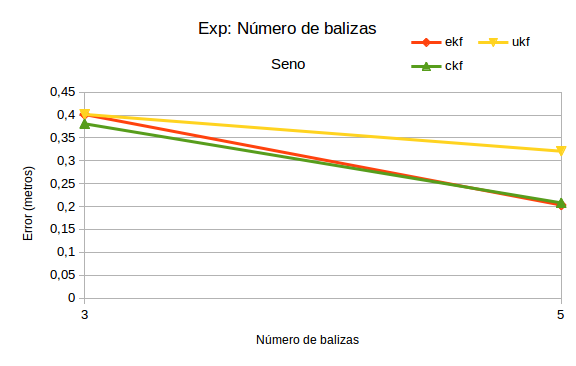 Exp: Número de balizas
Seno
ekf
ukf
ckf
0,45
0,4
0,35
0,3
0,25
0,2
0,15
0,1
0,05
0
Error (metros)
3
5
Número de balizas